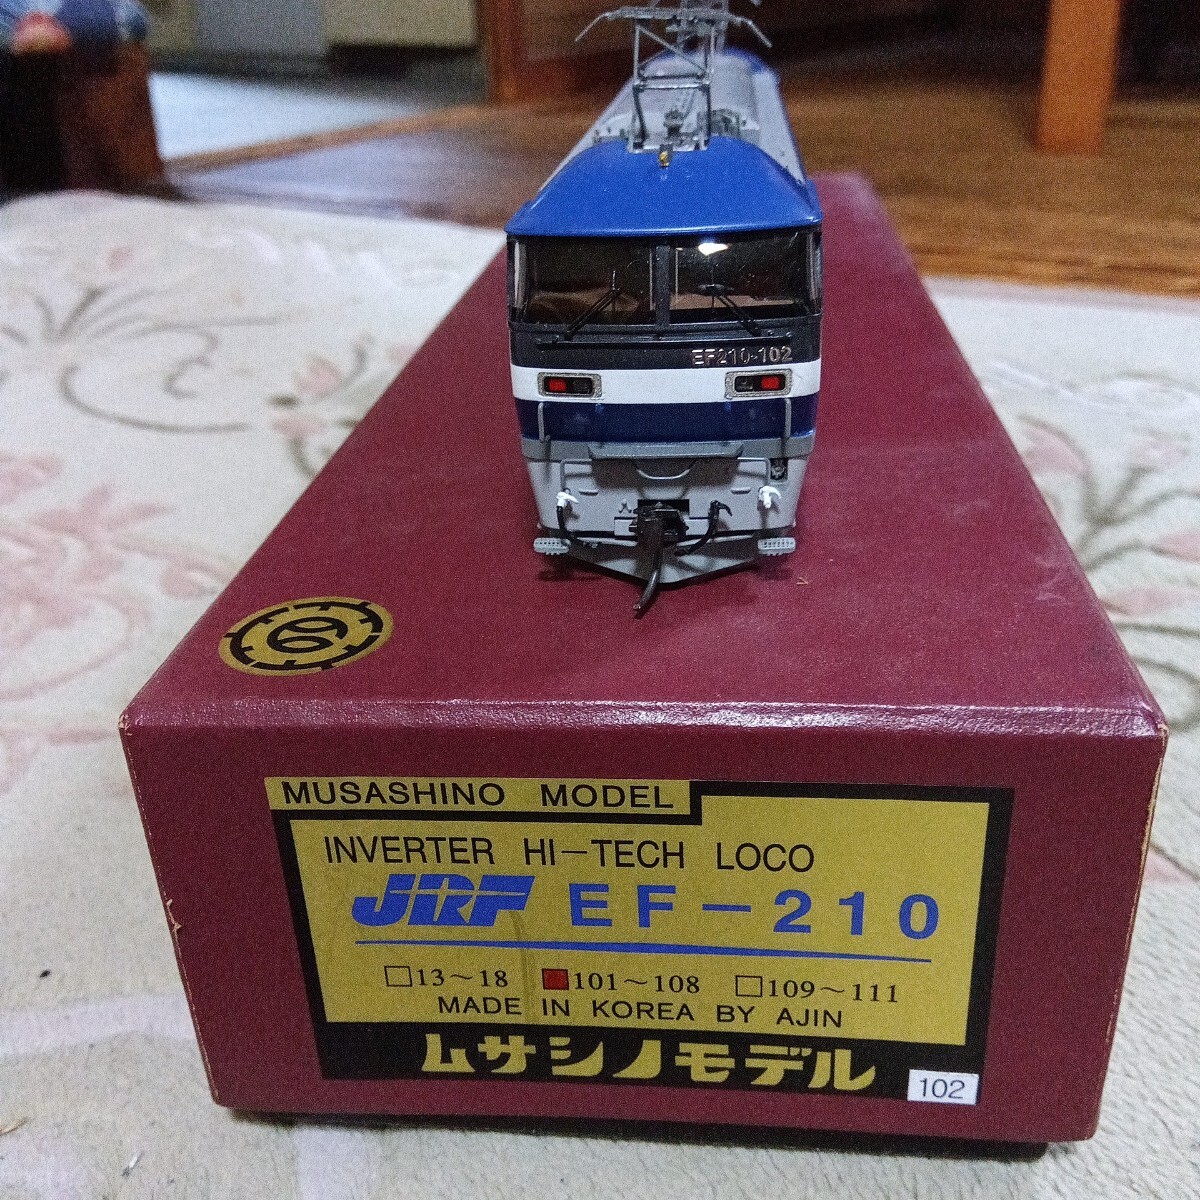 EF210-102
MUSASHINO MODEL
INVERTER HI-TECH LOCO
JRF EF-210
□13~18 ■101~108 □109~111
MADE IN KOREA BY AJIN
ムサシノモデル
102